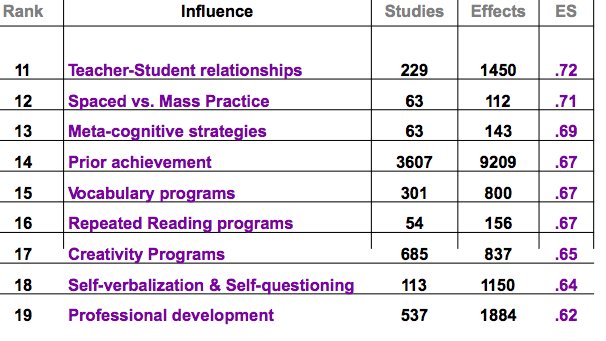 Rank Influence Studies Effects ES
11 Teacher-Student relationships 229 1450 .72
12 Spaced vs. Mass Practice 63 112 .71
13 Meta-cognitive strategies 63 143 .69
14 Prior achievement 3607 9209 .67
15 Vocabulary programs 301 800 .67
16 Repeated Reading programs 54 156 .67
17 Creativity Programs 685 837 .65
18 Self-verbalization & Self-questioning 113 1150 .64
19 Professional development 537 1884 .62